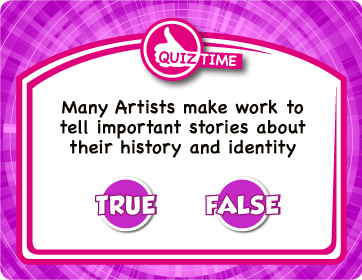 QUIZ TIME
Many Artists make work to
tell important stories about
their history and identity
TRUE FALSE